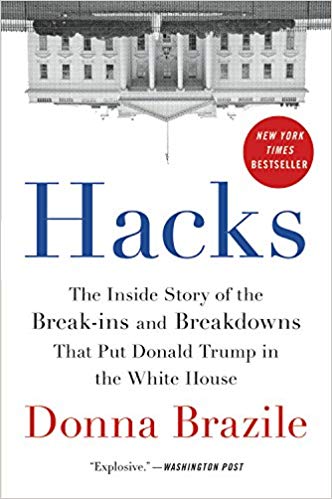 NEW YORK
TIMES
BESTSELLER
Hacks
The Inside Story of the
Break-ins and Breakdowns
That Put Donald Trump in
the White House
Donna Brazile
"Explosive." —WASHINGTON POST